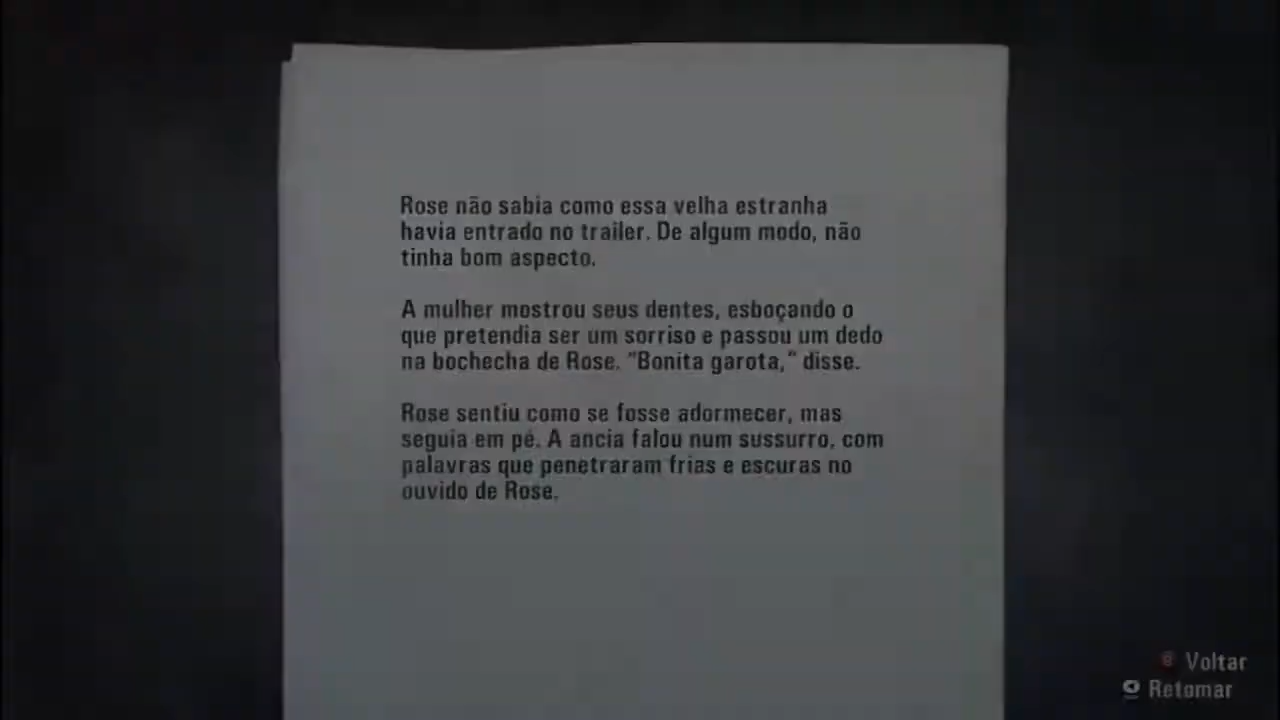 Rose não sabia como essa velha estranha
havia entrado no trailer. De algum modo, não
tinha bom aspecto.
A mulher mostrou seus dentes, esboçando o
que pretendia ser um sorriso e passou um dedo
na bochecha de Rose. "Bonita garota," disse.
Rose sentiu como se fosse adormecer, mas
seguia em pé. A ancia falou num sussurro, com
palavras que penetraram frias e escuras no
ouvido de Rose.
B Voltar
Retomar